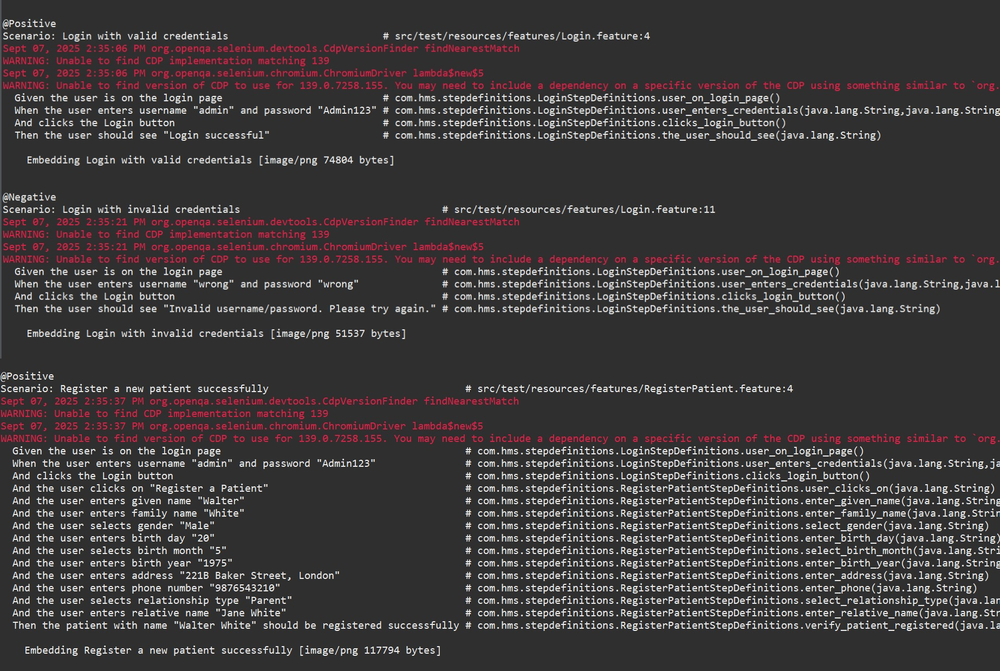 @Positive
Scenario: Login with valid credentials # src/test/resources/features/Login.feature:4
Sept 07, 2025 2:35:06 PM org.openqa.selenium.devtools.CdpVersionFinder findNearestMatch
WARNING: Unable to find CDP implementation matching 139
Sept 07, 2025 2:35:06 PM org.openqa.selenium.chromium.ChromiumDriver lambda$new$5
WARNING: Unable to find version of CDP to use for 139.0.7258.155. You may need to include a dependency on a specific version of the CDP using something similar to `org.
Given the user is on the login page # com.hms.stepdefinitions.LoginStepDefinitions.user_on_login_page()
When the user enters username "admin" and password "Admin123" # com.hms.stepdefinitions.LoginStepDefinitions.user_enters_credentials(java.lang.String,java.lang.String
And clicks the Login button # com.hms.stepdefinitions.LoginStepDefinitions.clicks_login_button()
Then the user should see "Login successful" # com.hms.stepdefinitions.LoginStepDefinitions.the_user_should_see(java.lang.String)
Embedding Login with valid credentials [image/png 74804 bytes]
@Negative
Scenario: Login with invalid credentials # src/test/resources/features/Login.feature:11
Sept 07, 2025 2:35:21 PM org.openqa.selenium.devtools.CdpVersionFinder findNearestMatch
WARNING: Unable to find CDP implementation matching 139
Sept 07, 2025 2:35:21 PM org.openqa.selenium.chromium.ChromiumDriver lambda$new$5
WARNING: Unable to find version of CDP to use for 139.0.7258.155. You may need to include a dependency on a specific version of the CDP using something similar to `org.
Given the user is on the login page # com.hms.stepdefinitions.LoginStepDefinitions.user_on_login_page()
When the user enters username "wrong" and password "wrong" # com.hms.stepdefinitions.LoginStepDefinitions.user_enters_credentials(java.lang.String,java.l
And clicks the Login button # com.hms.stepdefinitions.LoginStepDefinitions.clicks_login_button()
Then the user should see "Invalid username/password. Please try again." # com.hms.stepdefinitions.LoginStepDefinitions.the_user_should_see(java.lang.String)
Embedding Login with invalid credentials [image/png 51537 bytes]
@Positive
Scenario: Register a new patient successfully # src/test/resources/features/RegisterPatient.feature:4
Sept 07, 2025 2:35:37 PM org.openqa.selenium.devtools.CdpVersionFinder findNearestMatch
WARNING: Unable to find CDP implementation matching 139
Sept 07, 2025 2:35:37 PM org.openqa.selenium.chromium.ChromiumDriver lambda$new$5
WARNING: Unable to find version of CDP to use for 139.0.7258.155. You may need to include a dependency on a specific version of the CDP using something similar to `org.
Given the user is on the login page # com.hms.stepdefinitions.LoginStepDefinitions.user_on_login_page()
When the user enters username "admin" and password "Admin123" # com.hms.stepdefinitions.LoginStepDefinitions.user_enters_credentials(java.lang.String,ja
And clicks the Login button # com.hms.stepdefinitions.LoginStepDefinitions.clicks_login_button()
And the user clicks on "Register a Patient" # com.hms.stepdefinitions.RegisterPatientStepDefinitions.user_clicks_on(java.lang.String)
And the user enters given name "Walter" # com.hms.stepdefinitions.RegisterPatientStepDefinitions.enter_given_name(java.lang.String
And the user enters family name "White" # com.hms.stepdefinitions.RegisterPatientStepDefinitions.enter_family_name(java.lang.Strin
And the user selects gender "Male" # com.hms.stepdefinitions.RegisterPatientStepDefinitions.select_gender(java.lang.String)
And the user enters birth day "20" # com.hms.stepdefinitions.RegisterPatientStepDefinitions.enter_birth_day(java.lang.String)
And the user selects birth month "5" # com.hms.stepdefinitions.RegisterPatientStepDefinitions.select_birth_month(java.lang.Stri
And the user enters birth year "1975" # com.hms.stepdefinitions.RegisterPatientStepDefinitions.enter_birth_year(java.lang.String
And the user enters address "221B Baker Street, London" # com.hms.stepdefinitions.RegisterPatientStepDefinitions.enter_address(java.lang.String)
And the user enters phone number "9876543210" # com.hms.stepdefinitions.RegisterPatientStepDefinitions.enter_phone(java.lang.String)
And the user selects relationship type "Parent" # com.hms.stepdefinitions.RegisterPatientStepDefinitions.select_relationship_type(java.lan
And the user enters relative name "Jane White" # com.hms.stepdefinitions.RegisterPatientStepDefinitions.enter_relative_name(java.lang.Str
Then the patient with name "Walter White" should be registered successfully # com.hms.stepdefinitions.RegisterPatientStepDefinitions.verify_patient_registered(java.la
Embedding Register a new patient successfully [image/png 117794 bytes]